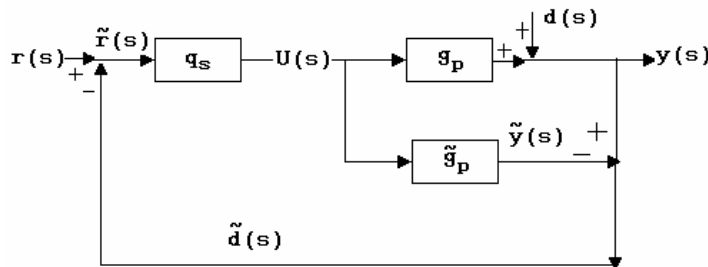 d(s)
r(s) + − r̃(s) q_s U(s) g_p + + y(s)
g̃_p ỹ(s) − +
d̃(s)